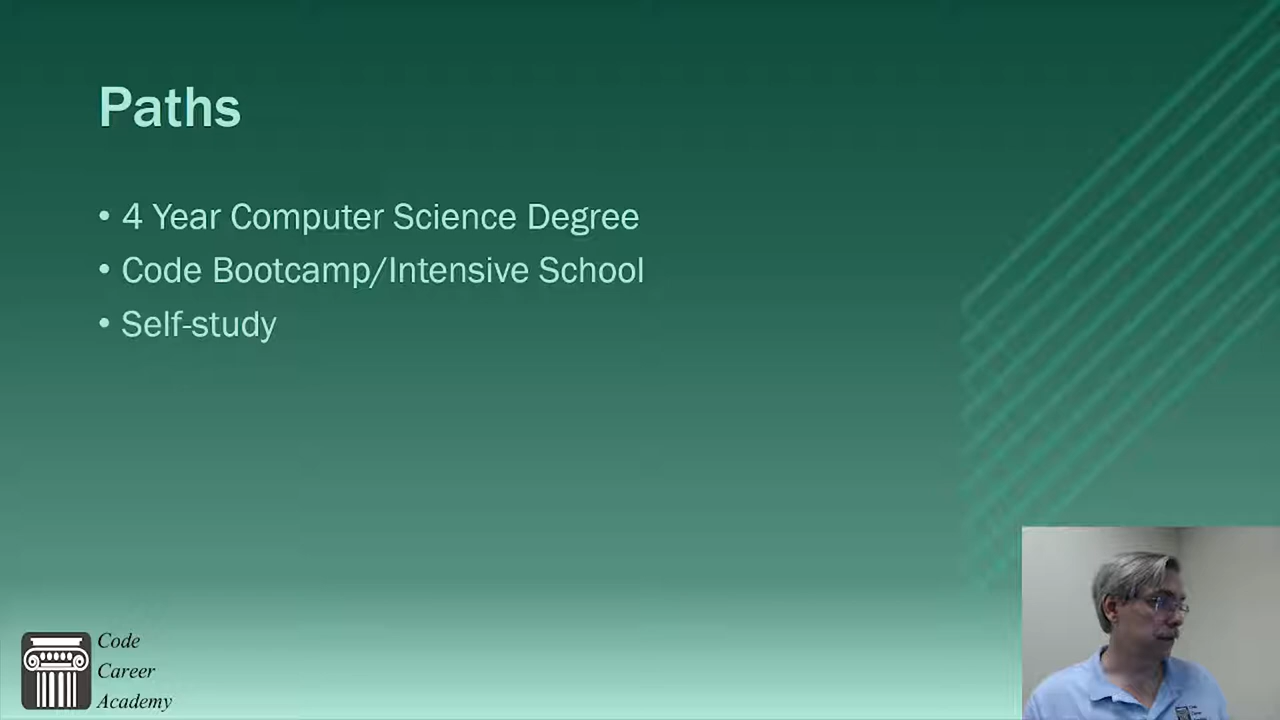 Paths
• 4 Year Computer Science Degree
• Code Bootcamp/Intensive School
• Self-study
Code
Career
Academy